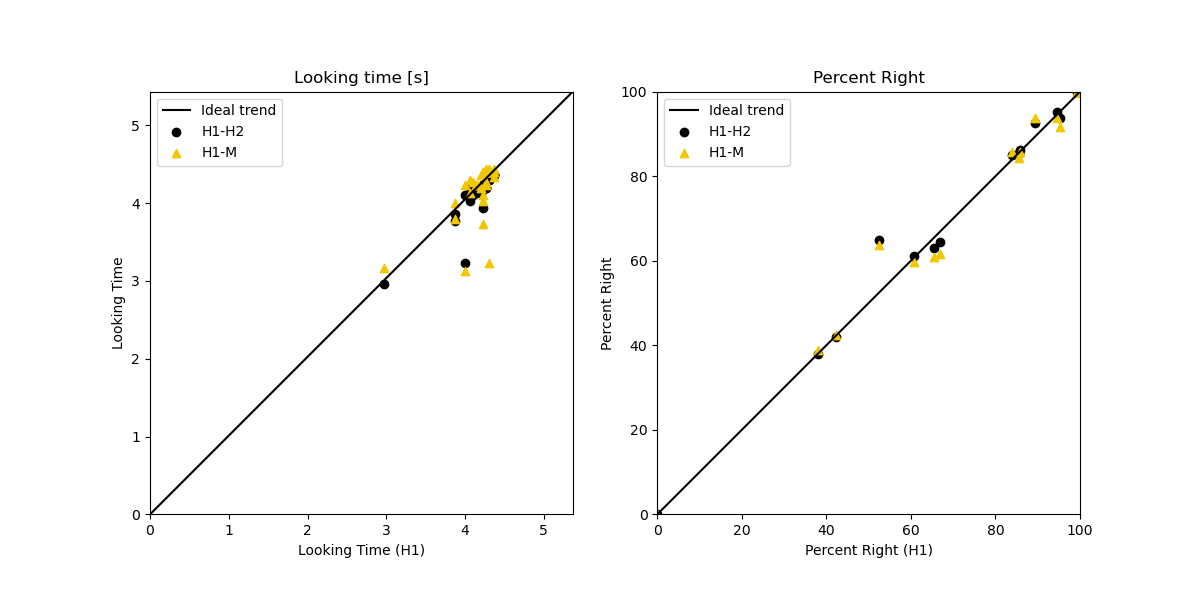 Looking time [s]
Ideal trend
H1-H2
H1-M
5
4
3
2
1
0
0 1 2 3 4 5
Looking Time (H1)
Looking Time
Percent Right
Ideal trend
H1-H2
H1-M
100
80
60
40
20
0
0 20 40 60 80 100
Percent Right (H1)
Percent Right